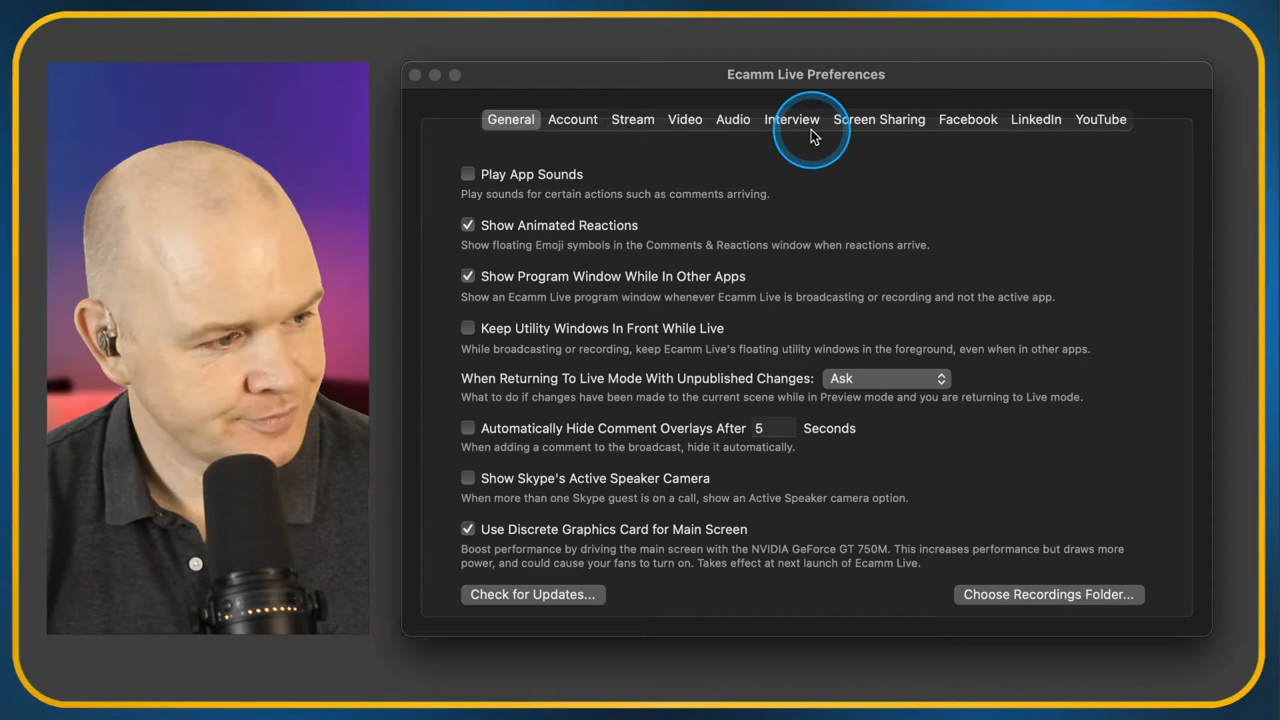 Ecamm Live Preferences
General Account Stream Video Audio Interview Screen Sharing Facebook LinkedIn YouTube
Play App Sounds
Play sounds for certain actions such as comments arriving.
Show Animated Reactions
Show floating Emoji symbols in the Comments & Reactions window when reactions arrive.
Show Program Window While In Other Apps
Show an Ecamm Live program window whenever Ecamm Live is broadcasting or recording and not the active app.
Keep Utility Windows In Front While Live
While broadcasting or recording, keep Ecamm Live's floating utility windows in the foreground, even when in other apps.
When Returning To Live Mode With Unpublished Changes: Ask
What to do if changes have been made to the current scene while in Preview mode and you are returning to Live mode.
Automatically Hide Comment Overlays After 5 Seconds
When adding a comment to the broadcast, hide it automatically.
Show Skype's Active Speaker Camera
When more than one Skype guest is on a call, show an Active Speaker camera option.
Use Discrete Graphics Card for Main Screen
Boost performance by driving the main screen with the NVIDIA GeForce GT 750M. This increases performance but draws more
power, and could cause your fans to turn on. Takes effect at next launch of Ecamm Live.
Check for Updates... Choose Recordings Folder...